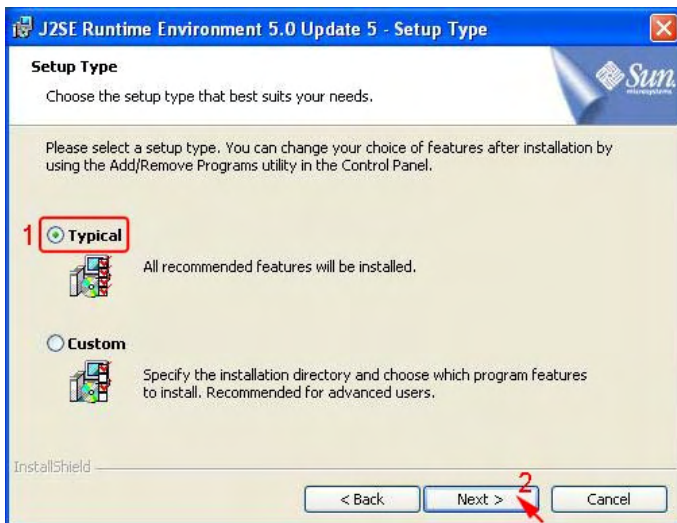 J2SE Runtime Environment 5.0 Update 5 - Setup Type
Setup Type
Choose the setup type that best suits your needs.
Sun
microsystems
Please select a setup type. You can change your choice of features after installation by
using the Add/Remove Programs utility in the Control Panel.
1 Typical
All recommended features will be installed.
Custom
Specify the installation directory and choose which program features
to install. Recommended for advanced users.
InstallShield
< Back
Next >
2
Cancel